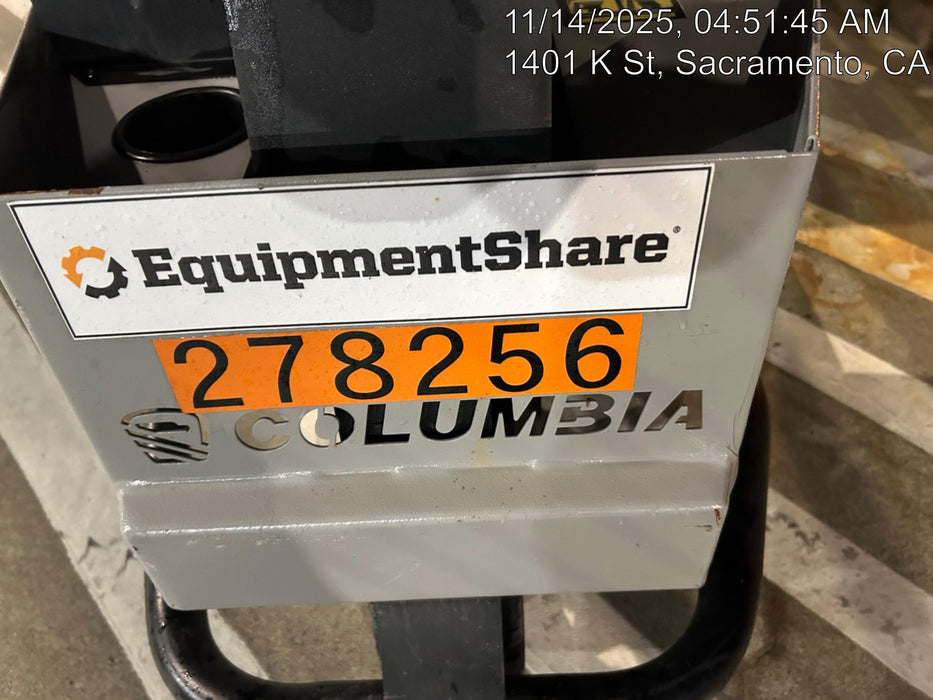 11/14/2025, 04:51:45 AM
1401 K St, Sacramento, CA
EquipmentShare®
278256
COLUMBIA